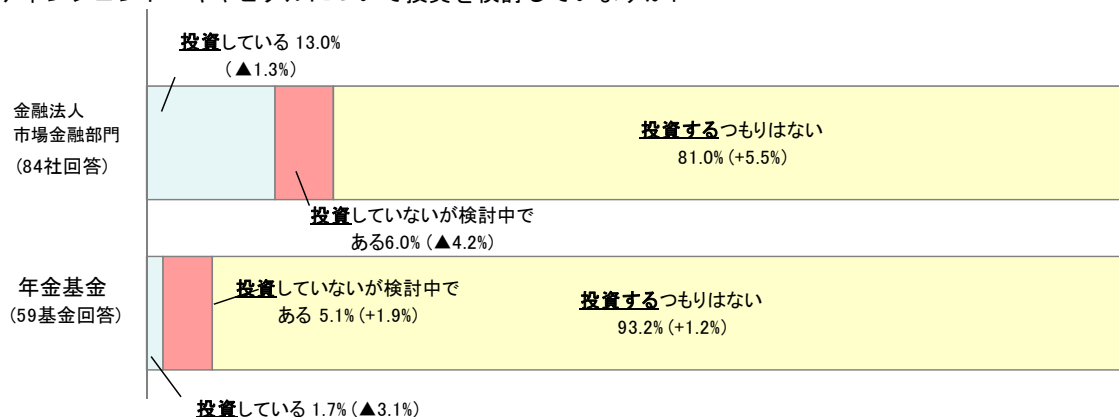 投資している 13.0%
(▲1.3%)
金融法人
市場金融部門
(84社回答)
投資するつもりはない
81.0% (+5.5%)
投資していないが検討中で
ある6.0% (▲4.2%)
年金基金
(59基金回答)
投資していないが検討中で
ある 5.1% (+1.9%)
投資するつもりはない
93.2% (+1.2%)
投資している 1.7% (▲3.1%)